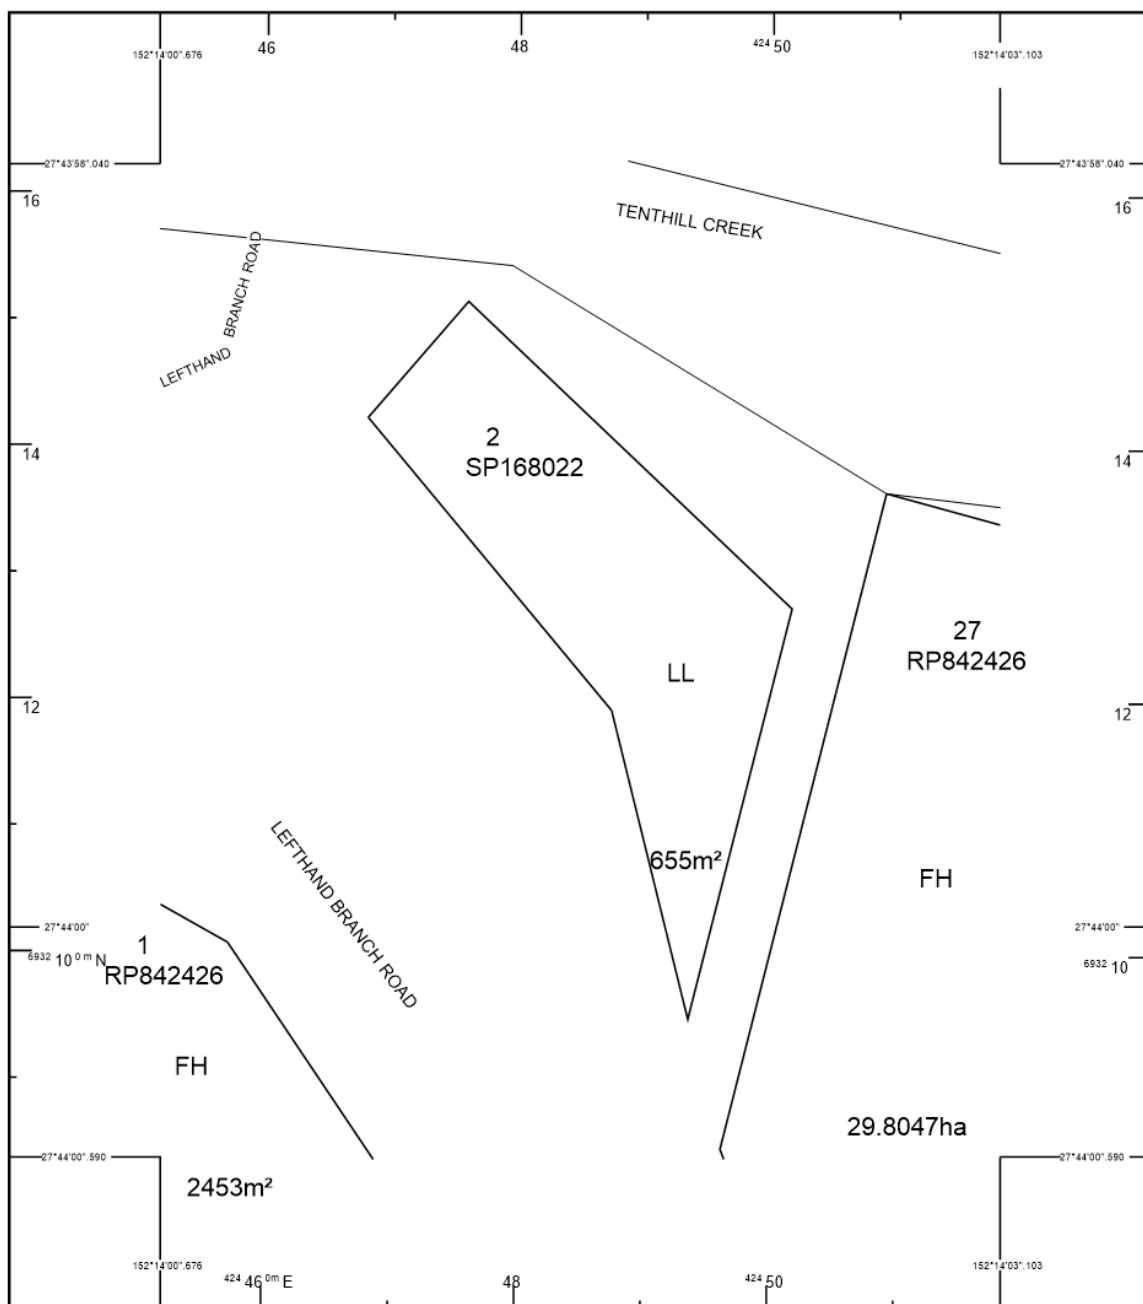 46
48
424 50
152°14'00".676
152°14'03".103
27°43'58".040
27°43'58".040
16
16
TENTHILL CREEK
LEFTHAND BRANCH ROAD
2
SP168022
14
14
27
RP842426
LL
12
12
LEFTHAND BRANCH ROAD
655m²
FH
27°44'00"
27°44'00"
1
RP842426
6932 10 0 m N
6932 10
FH
29.8047ha
27°44'00".590
27°44'00".590
2453m²
152°14'00".676
152°14'03".103
424 46 0m E
48
424 50